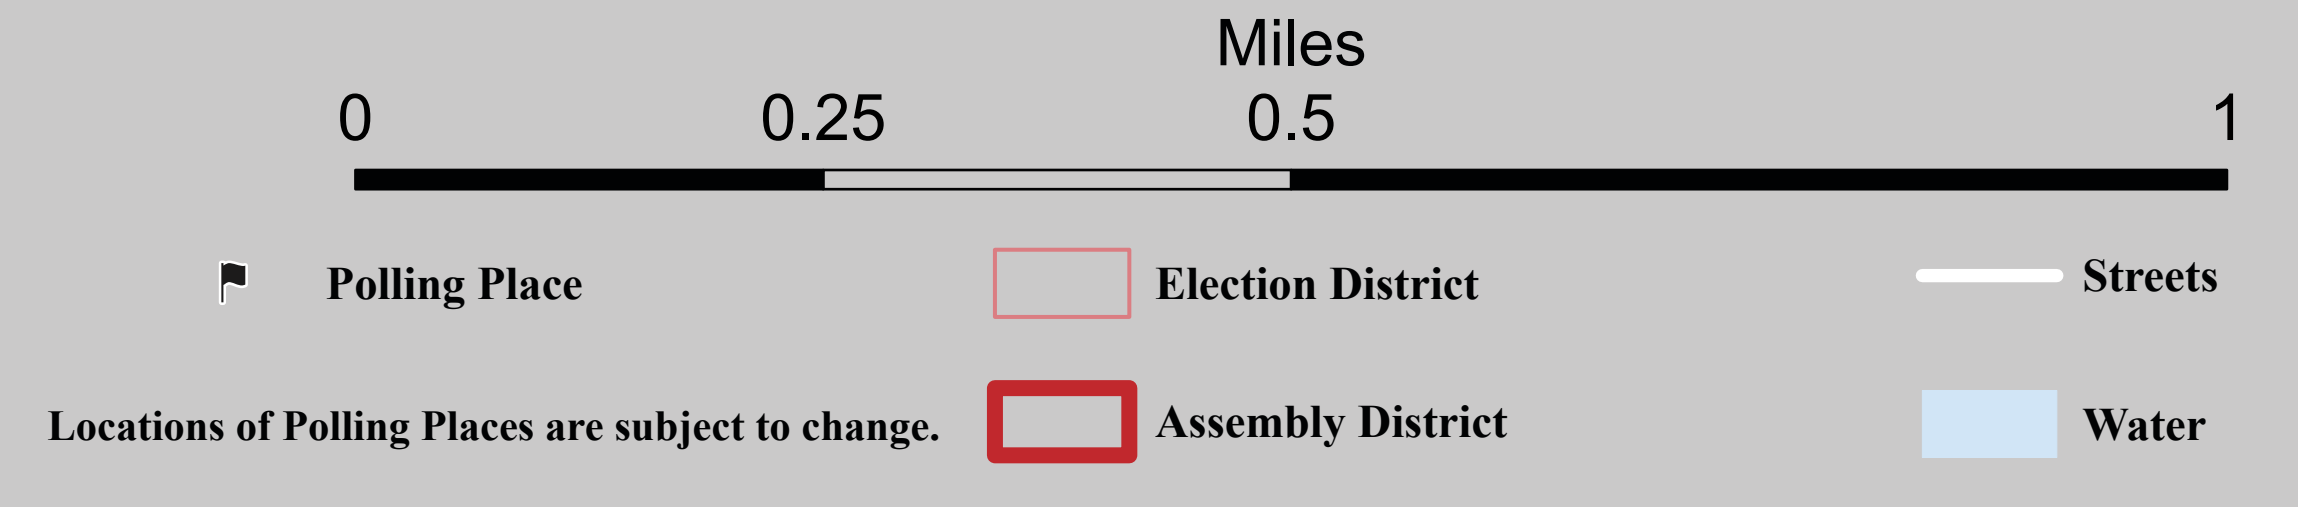 Miles
0 0.25 0.5 1
Polling Place
Election District
Streets
Locations of Polling Places are subject to change.
Assembly District
Water